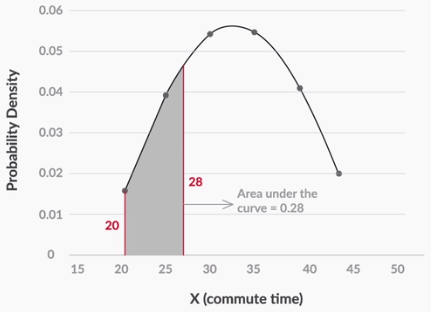 0.06
0.05
0.04
0.03
0.02
0.01
0
Probability Density
20
28
Area under the
curve = 0.28
15 20 25 30 35 40 45 50
X (commute time)